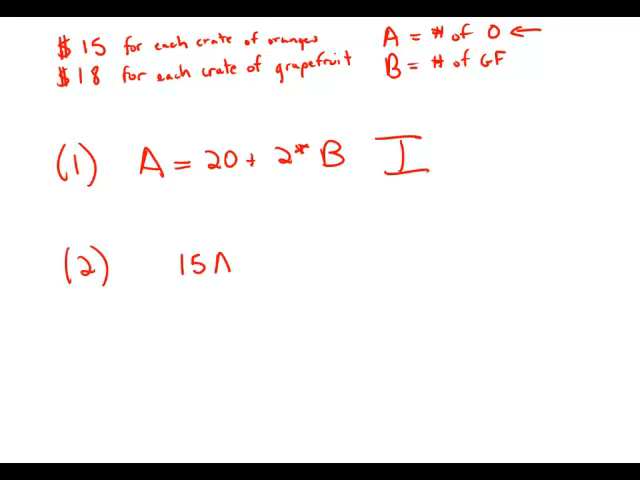 $15 for each crate of oranges
$18 for each crate of grapefruit
A = # of O ←
B = # of GF
(1) A = 20 + 2* B I
(2) 15 Λ